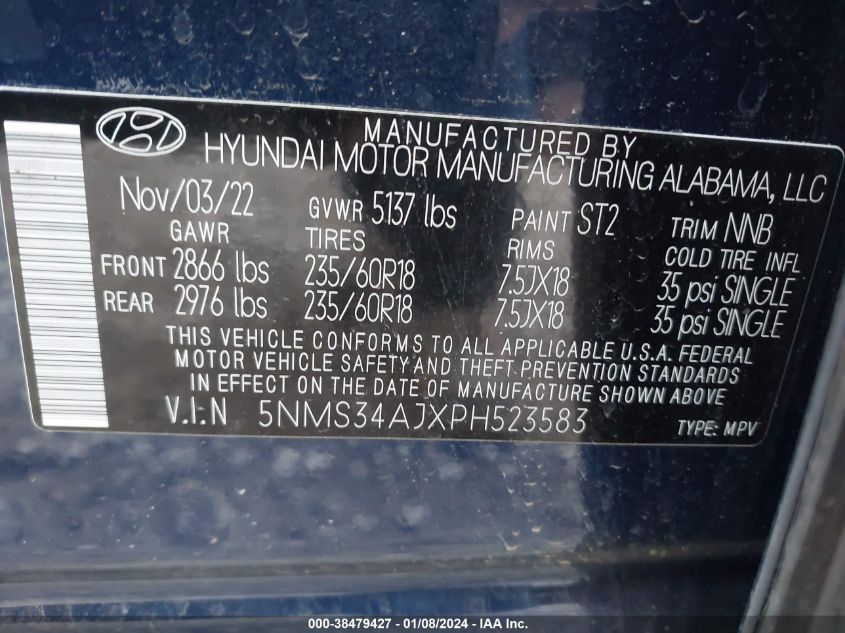 MANUFACTURED BY
HYUNDAI MOTOR MANUFACTURING ALABAMA, LLC
Nov/03/22 GVWR 5137 lbs PAINT ST2 TRIM NNB
GAWR TIRES RIMS COLD TIRE INFL
FRONT 2866 lbs 235/60R18 7.5JX18 35 psi SINGLE
REAR 2976 lbs 235/60R18 7.5JX18 35 psi SINGLE
THIS VEHICLE CONFORMS TO ALL APPLICABLE U.S.A. FEDERAL
MOTOR VEHICLE SAFETY AND THEFT PREVENTION STANDARDS
IN EFFECT ON THE DATE OF MANUFACTURE SHOWN ABOVE
V.I.N 5NMS34AJXPH523583 TYPE: MPV
000-38479427 - 01/08/2024 - IAA Inc.